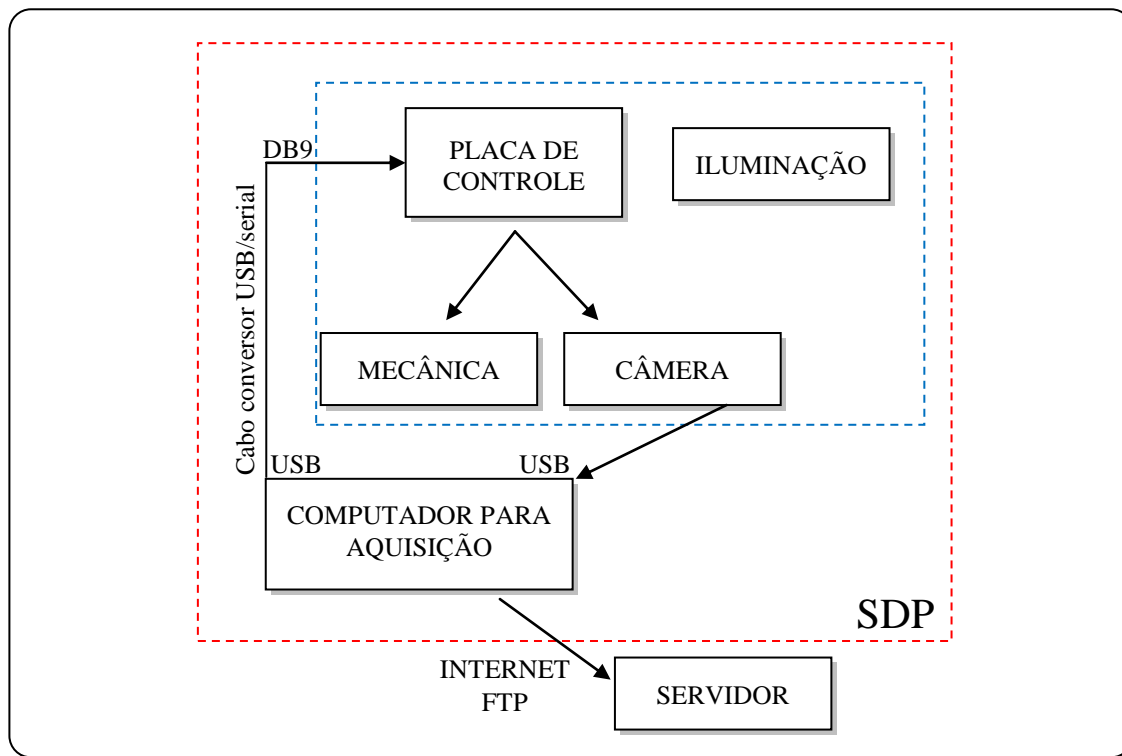 DB9
PLACA DE
CONTROLE
ILUMINAÇÃO
Cabo conversor USB/serial
MECÂNICA
CÂMERA
USB
USB
COMPUTADOR PARA
AQUISIÇÃO
SDP
INTERNET
FTP
SERVIDOR